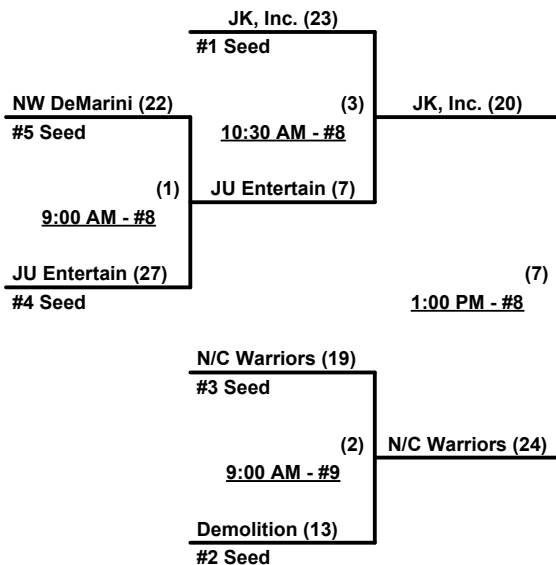 JK, Inc. (23)
#1 Seed
NW DeMarini (22)
#5 Seed
(3)
10:30 AM - #8
JK, Inc. (20)
(1)
9:00 AM - #8
JU Entertain (7)
JU Entertain (27)
#4 Seed
(7)
1:00 PM - #8
N/C Warriors (19)
#3 Seed
(2)
9:00 AM - #9
N/C Warriors (24)
Demolition (13)
#2 Seed